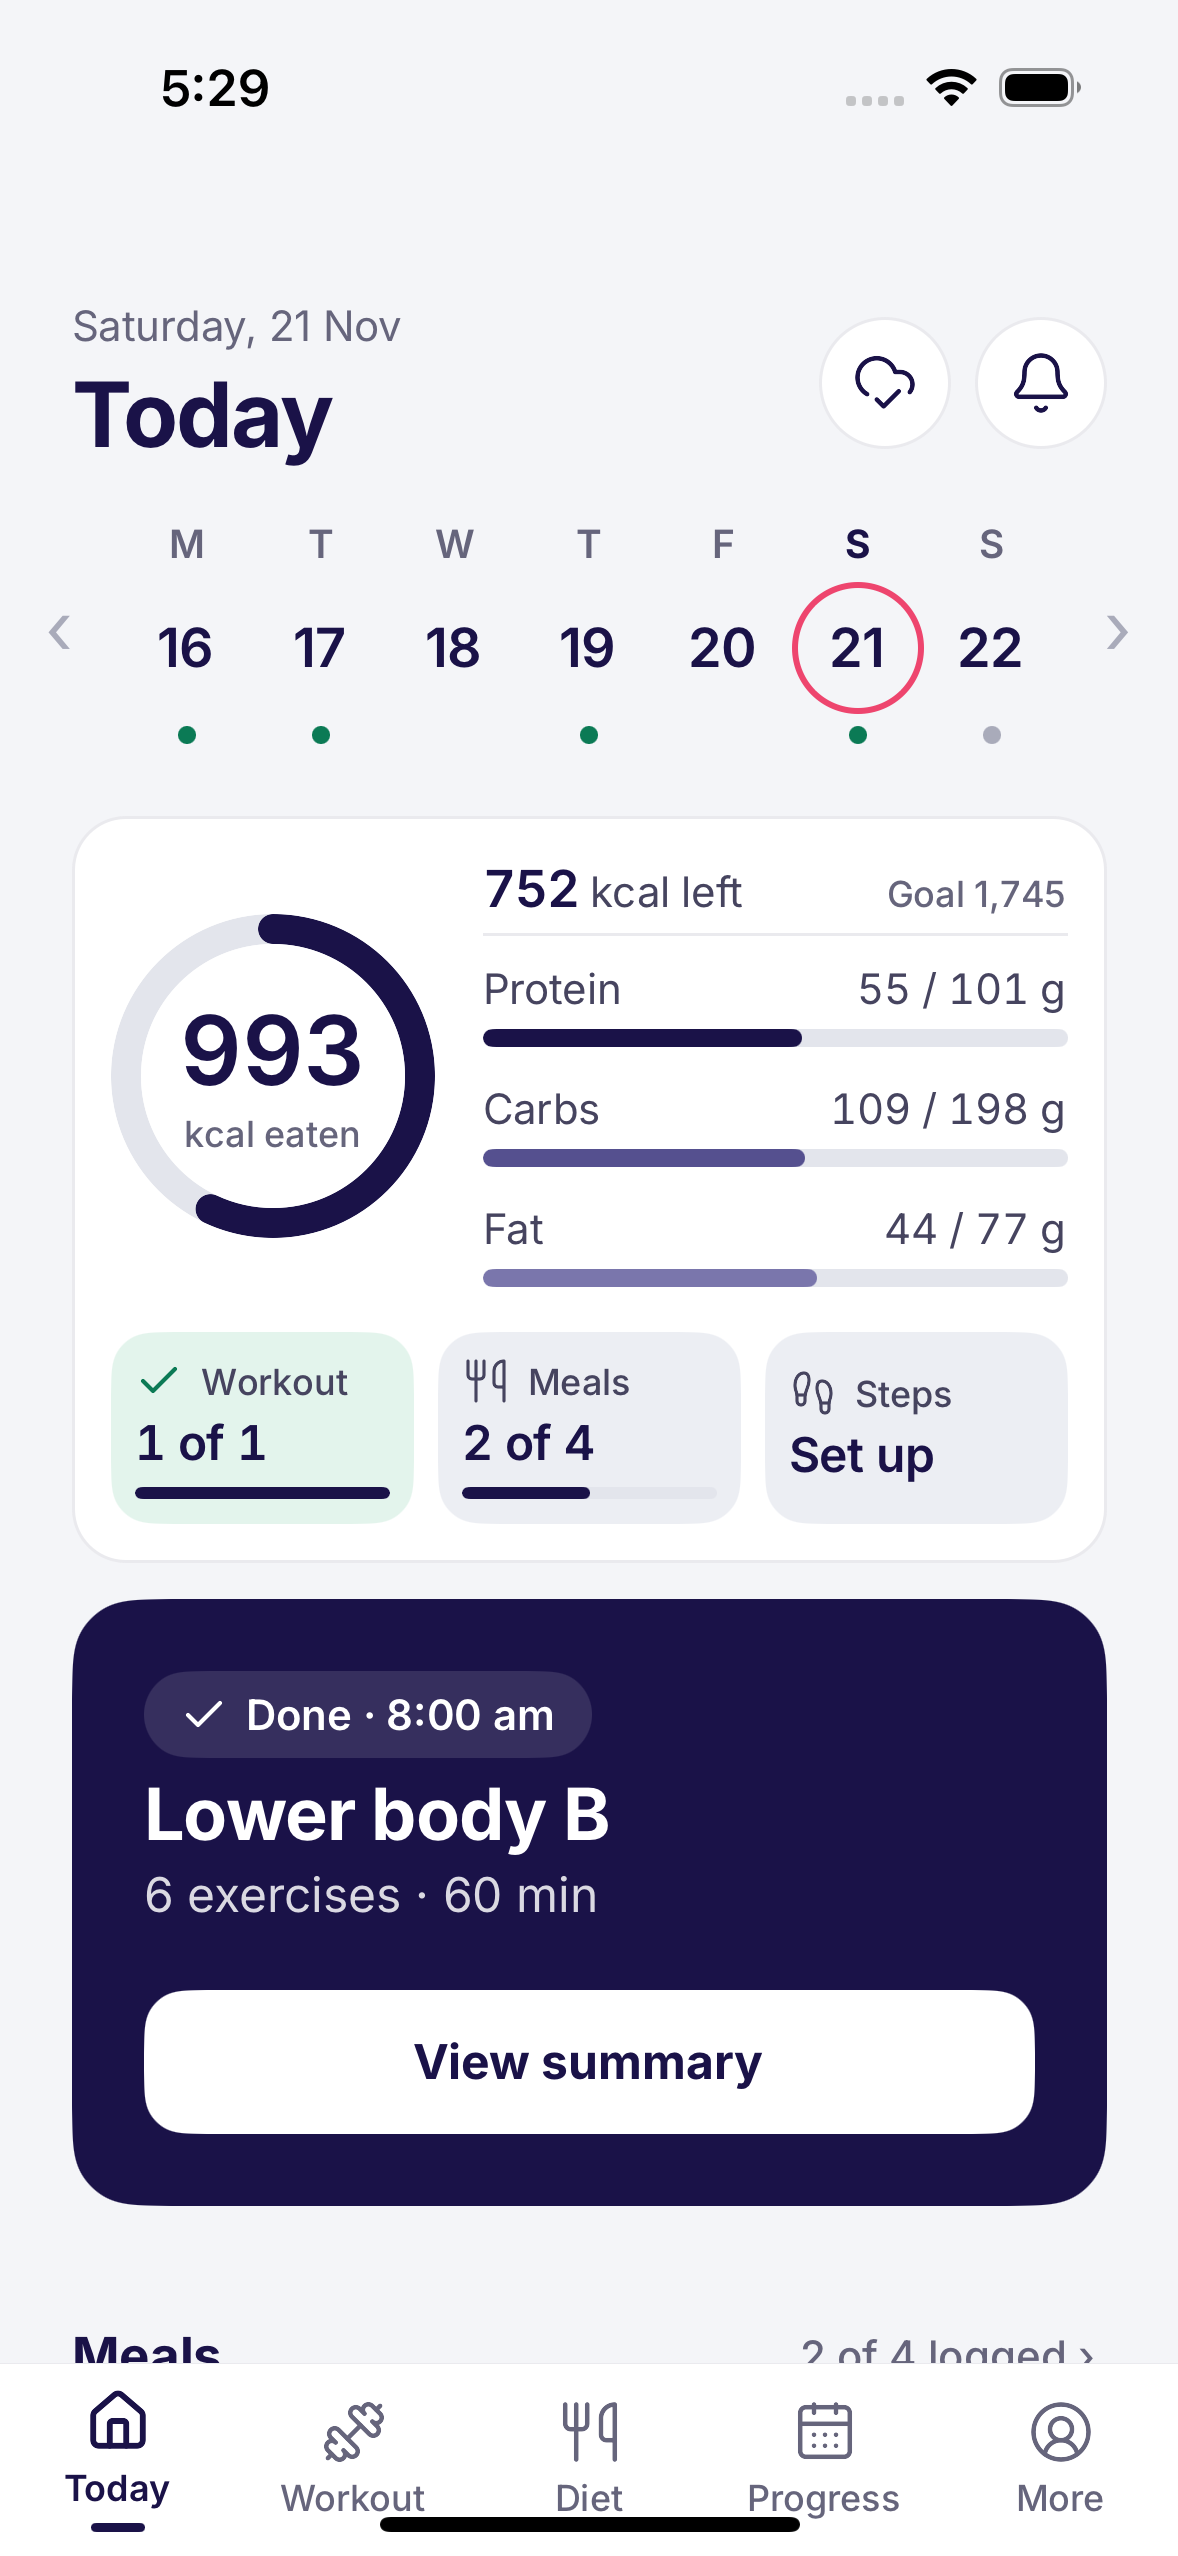 5:29
Saturday, 21 Nov
Today
M T W T F S S
‹ 16 17 18 19 20 21 22 ›
752 kcal left Goal 1,745
993
kcal eaten
Protein 55 / 101 g
Carbs 109 / 198 g
Fat 44 / 77 g
Workout
1 of 1
Meals
2 of 4
Steps
Set up
Done · 8:00 am
Lower body B
6 exercises · 60 min
View summary
Meals 2 of 4 logged ›
Today Workout Diet Progress More